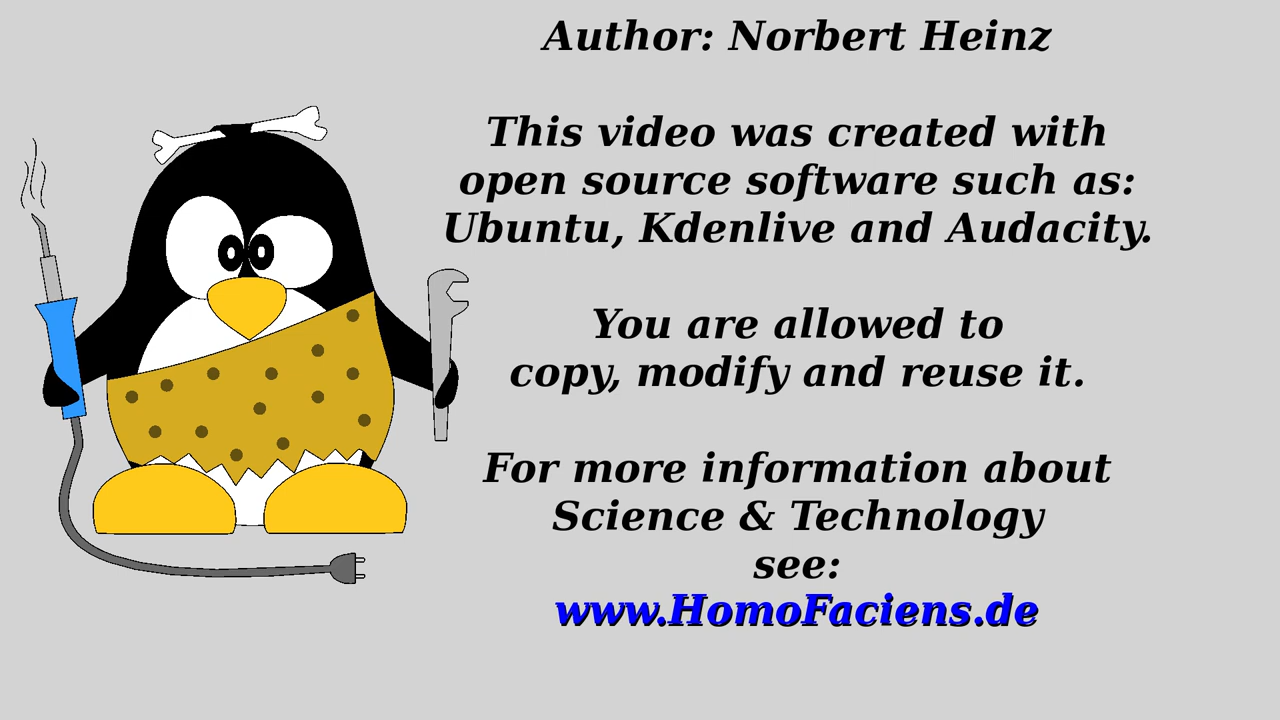 Author: Norbert Heinz
This video was created with
open source software such as:
Ubuntu, Kdenlive and Audacity.
You are allowed to
copy, modify and reuse it.
For more information about
Science & Technology
see:
www.HomoFaciens.de